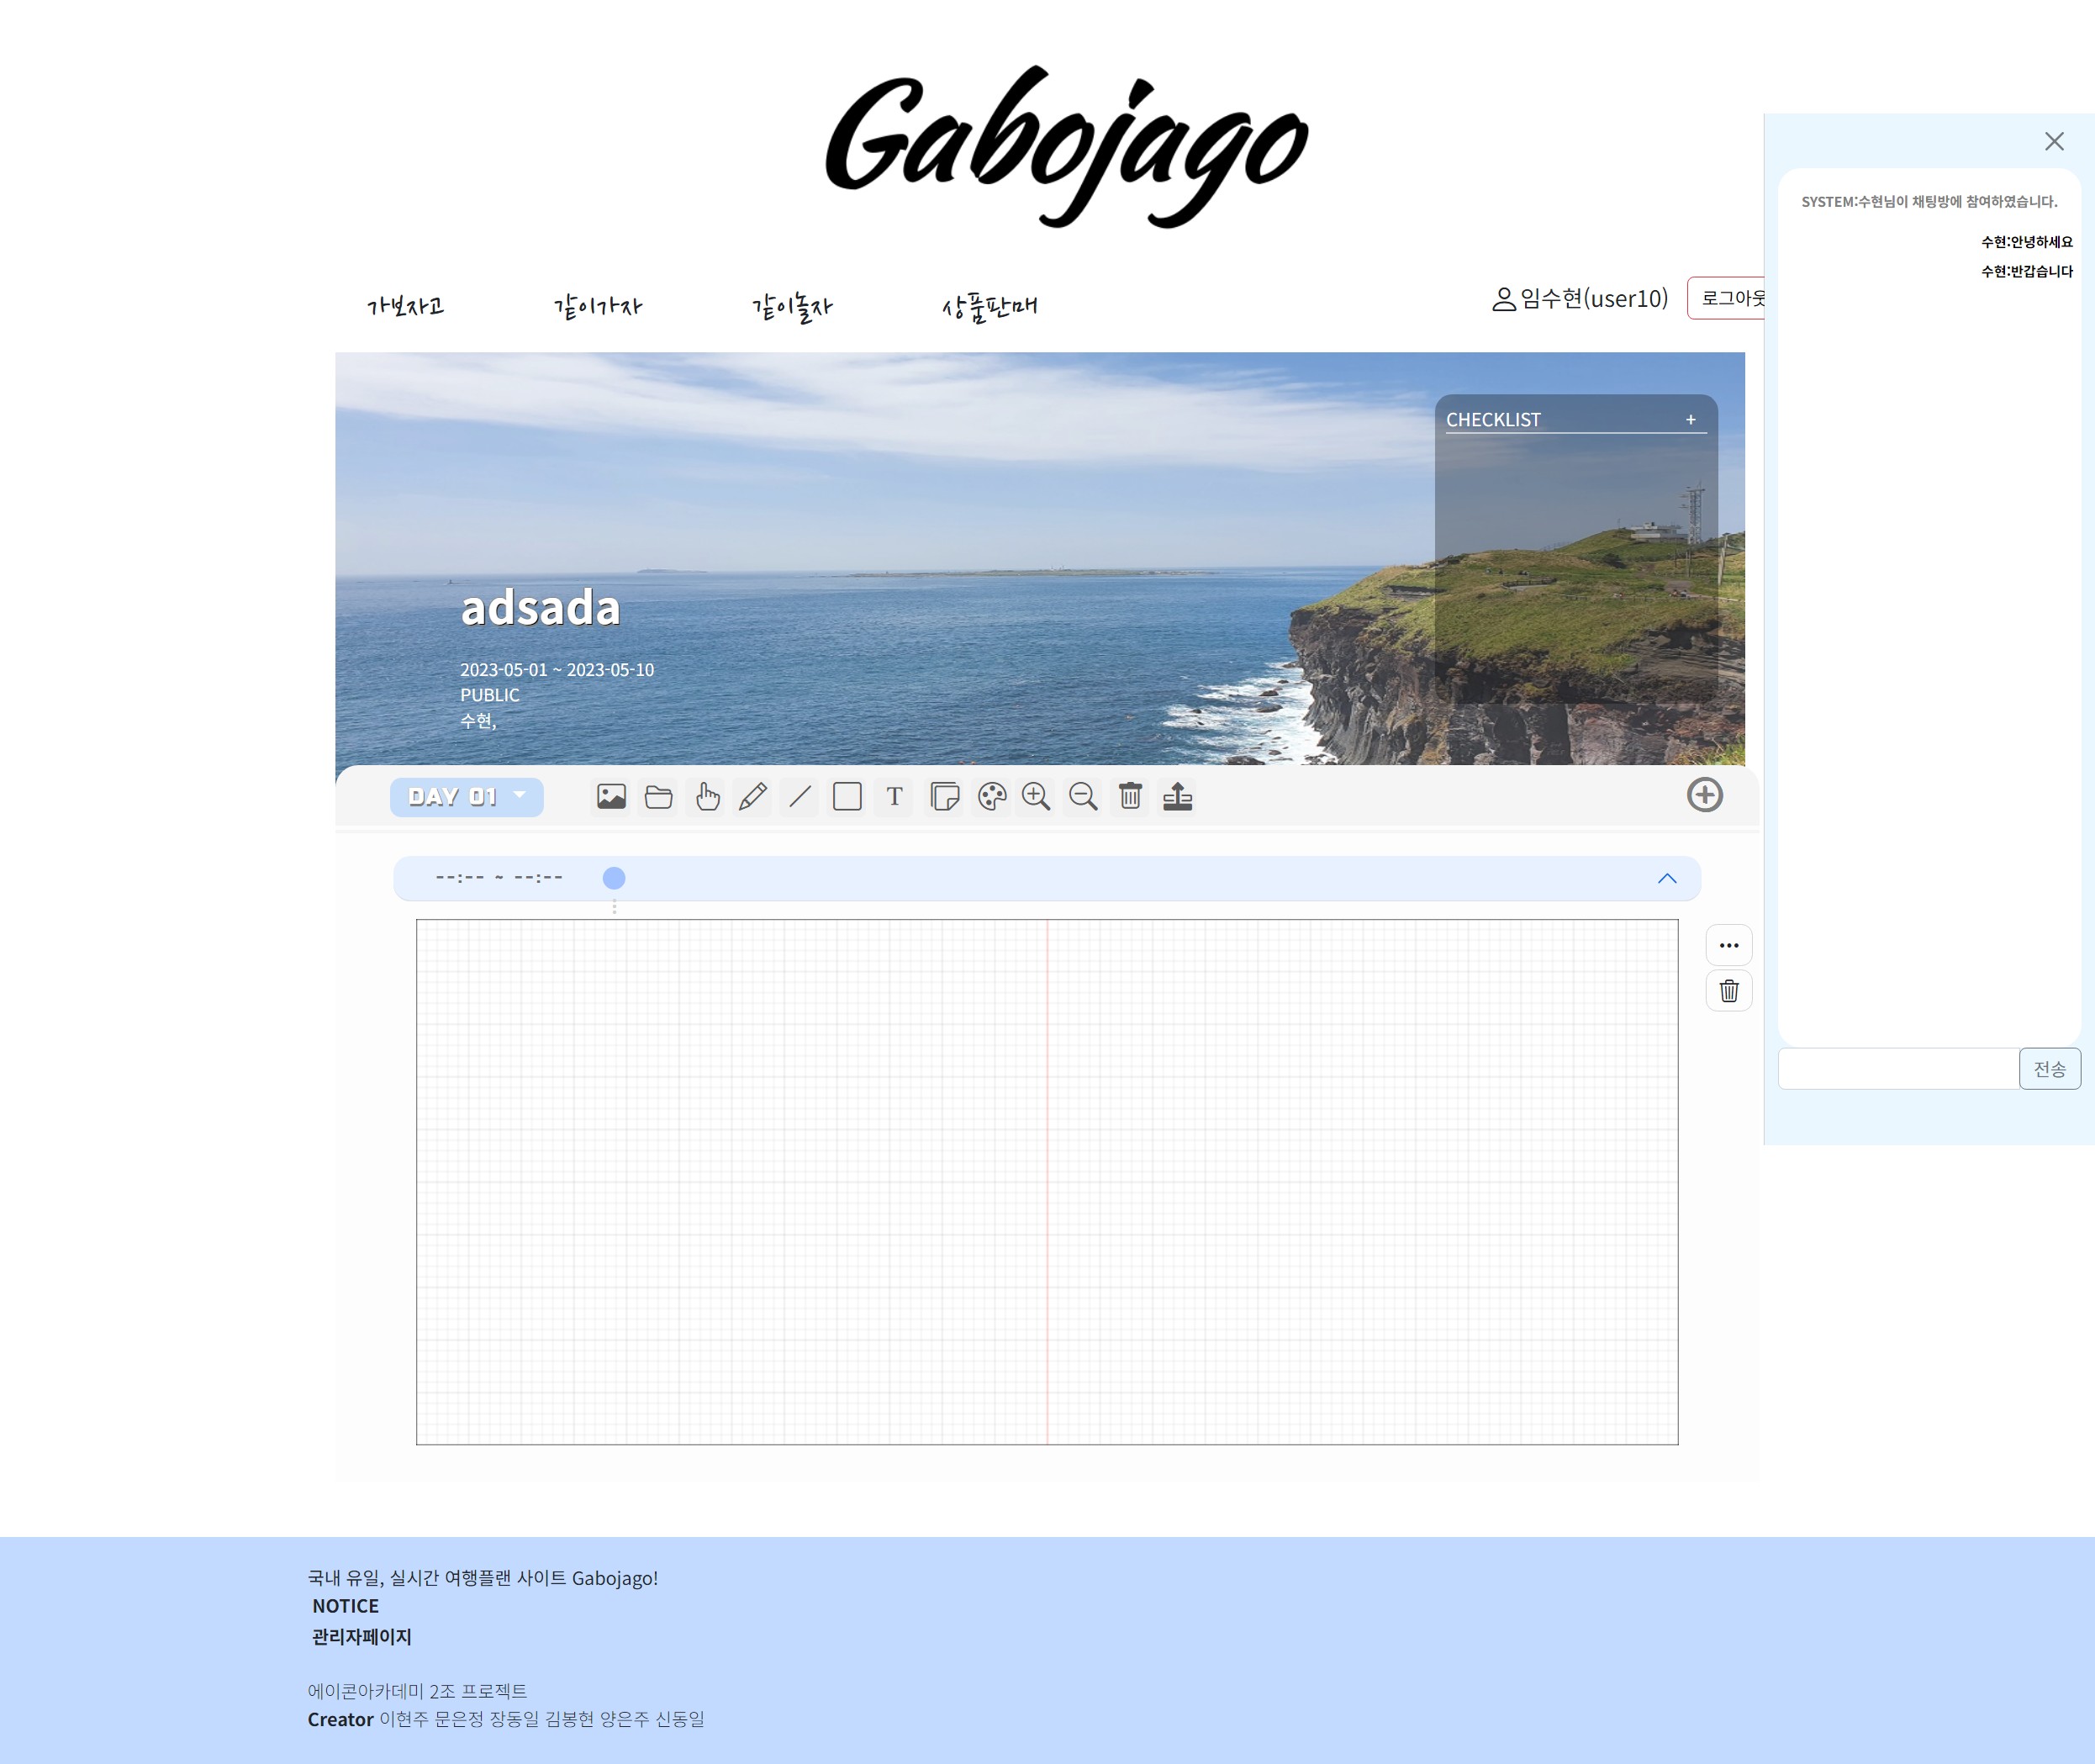 Gabojago
가보자고
같이가자
같이놀자
상품판매
임수현(user10)
로그아웃
SYSTEM:수현님이 채팅방에 참여하였습니다.
수현:안녕하세요
수현:반갑습니다
전송
CHECKLIST +
adsada
2023-05-01 ~ 2023-05-10
PUBLIC
수현,
DAY 01
T
--:-- ~ --:--
국내 유일, 실시간 여행플랜 사이트 Gabojago!
NOTICE
관리자페이지
에이콘아카데미 2조 프로젝트
Creator 이현주 문은정 장동일 김봉현 양은주 신동일